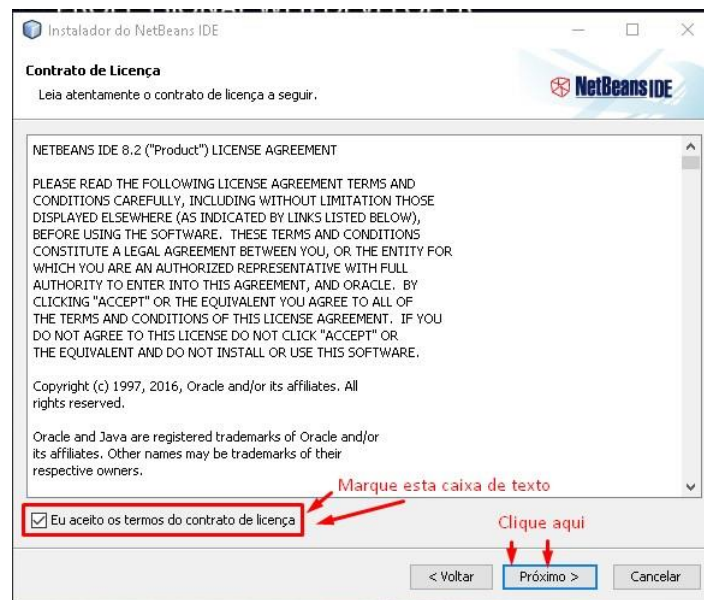 Instalador do NetBeans IDE
Contrato de Licença
Leia atentamente o contrato de licença a seguir.
NetBeans IDE
NETBEANS IDE 8.2 ("Product") LICENSE AGREEMENT
PLEASE READ THE FOLLOWING LICENSE AGREEMENT TERMS AND
CONDITIONS CAREFULLY, INCLUDING WITHOUT LIMITATION THOSE
DISPLAYED ELSEWHERE (AS INDICATED BY LINKS LISTED BELOW),
BEFORE USING THE SOFTWARE.  THESE TERMS AND CONDITIONS
CONSTITUTE A LEGAL AGREEMENT BETWEEN YOU, OR THE ENTITY FOR
WHICH YOU ARE AN AUTHORIZED REPRESENTATIVE WITH FULL
AUTHORITY TO ENTER INTO THIS AGREEMENT, AND ORACLE.  BY
CLICKING "ACCEPT" OR THE EQUIVALENT YOU AGREE TO ALL OF
THE TERMS AND CONDITIONS OF THIS LICENSE AGREEMENT.  IF YOU
DO NOT AGREE TO THIS LICENSE DO NOT CLICK "ACCEPT" OR
THE EQUIVALENT AND DO NOT INSTALL OR USE THIS SOFTWARE.
Copyright (c) 1997, 2016, Oracle and/or its affiliates. All
rights reserved.
Oracle and Java are registered trademarks of Oracle and/or
its affiliates. Other names may be trademarks of their
respective owners.
Marque esta caixa de texto
Eu aceito os termos do contrato de licença
Clique aqui
< Voltar
Próximo >
Cancelar